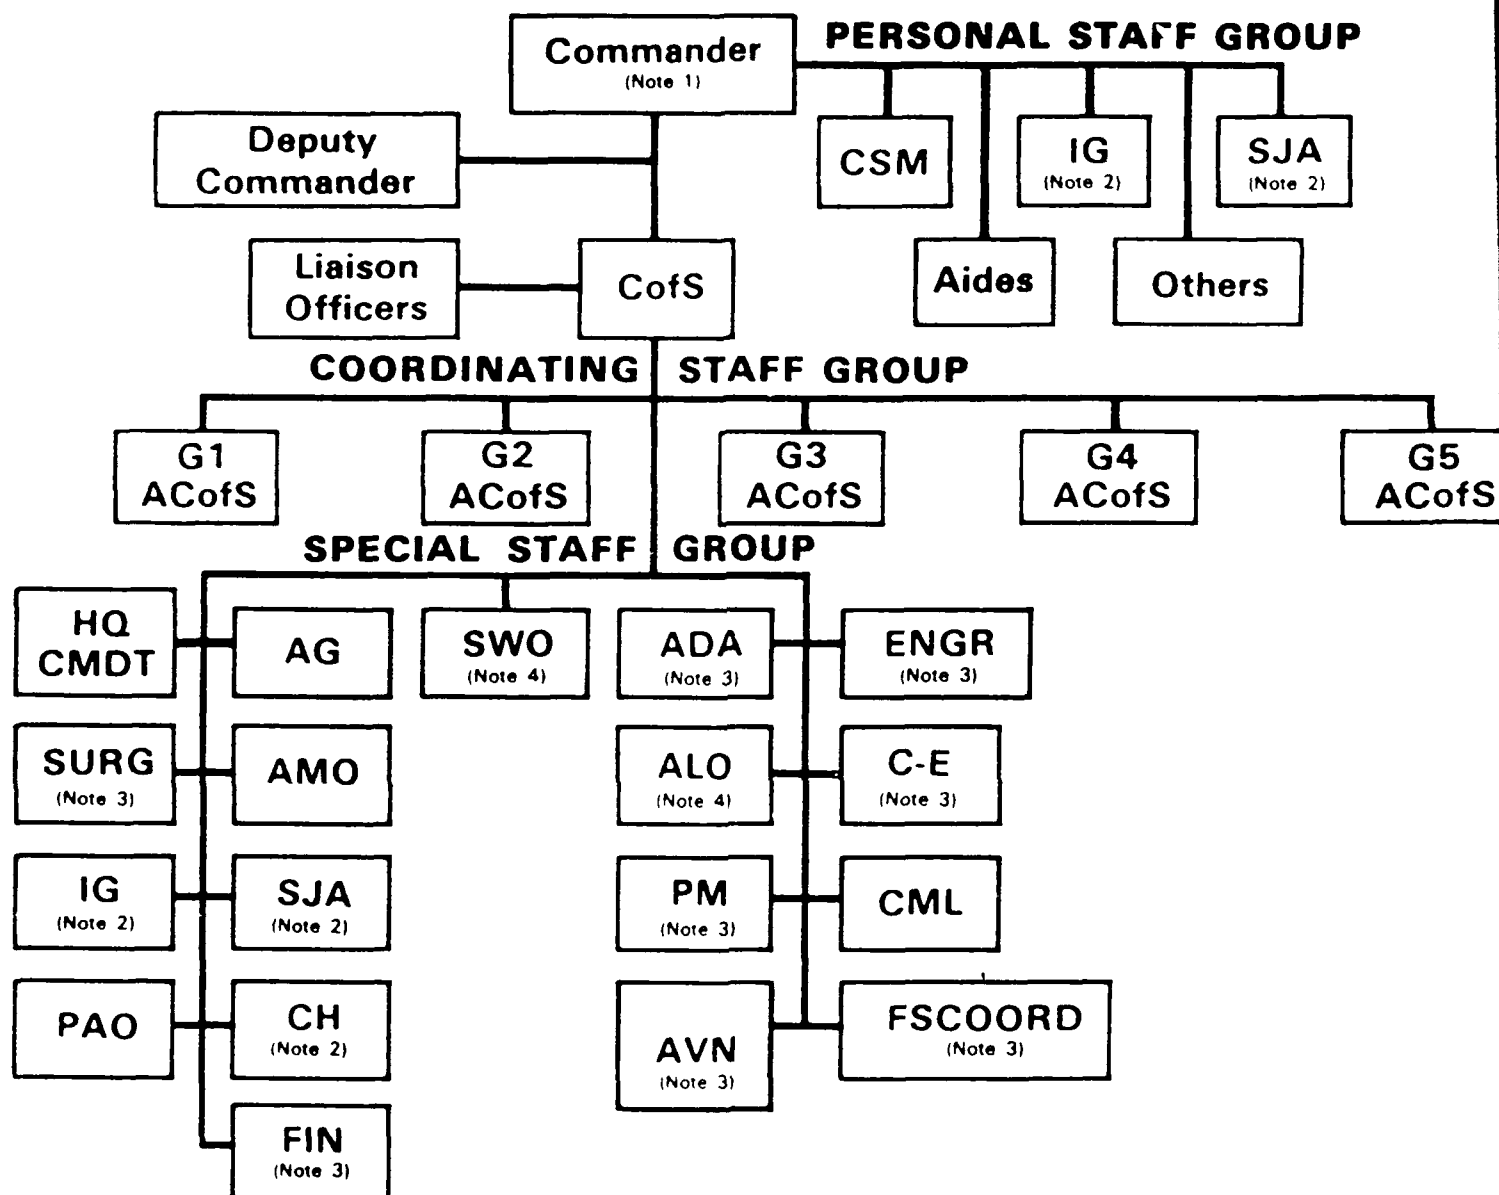 Commander
(Note 1)
PERSONAL STAFF GROUP
Deputy
Commander
CSM
IG
(Note 2)
SJA
(Note 2)
Liaison
Officers
CofS
Aides
Others
COORDINATING STAFF GROUP
G1
ACofS
G2
ACofS
G3
ACofS
G4
ACofS
G5
ACofS
SPECIAL STAFF GROUP
HQ
CMDT
AG
SWO
(Note 4)
ADA
(Note 3)
ENGR
(Note 3)
SURG
(Note 3)
AMO
ALO
(Note 4)
C-E
(Note 3)
IG
(Note 2)
SJA
(Note 2)
PM
(Note 3)
CML
PAO
CH
(Note 2)
AVN
(Note 3)
FSCOORD
(Note 3)
FIN
(Note 3)